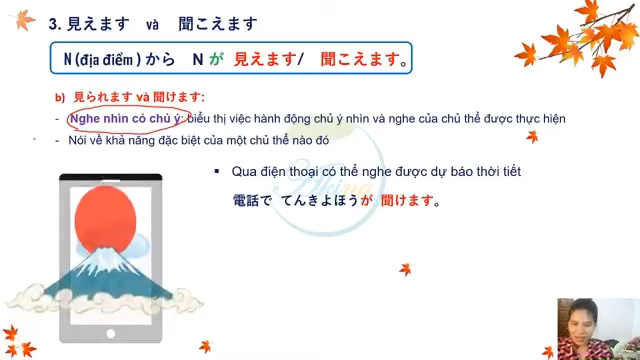 3. 見えます và 聞こえます
N (địa điểm ) から N が 見えます/ 聞こえます。
b) 見られます và 聞けます:
- Nghe nhìn có chủ ý: biểu thị việc hành động chủ ý nhìn và nghe của chủ thể được thực hiện
- Nói về khả năng đặc biệt của một chủ thể nào đó
▪ Qua điện thoại có thể nghe được dự báo thời tiết
電話で てんきよほうが 聞けます。